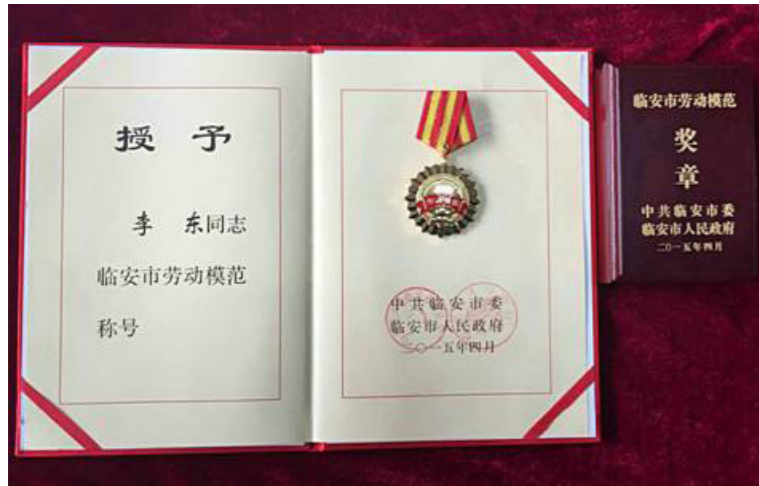 授 予
李 东同志
临安市劳动模范
称号
中共临安市委
临安市人民政府
二〇一五年四月
临安市劳动模范
奖
章
中共临安市委
临安市人民政府
二〇一五年四月